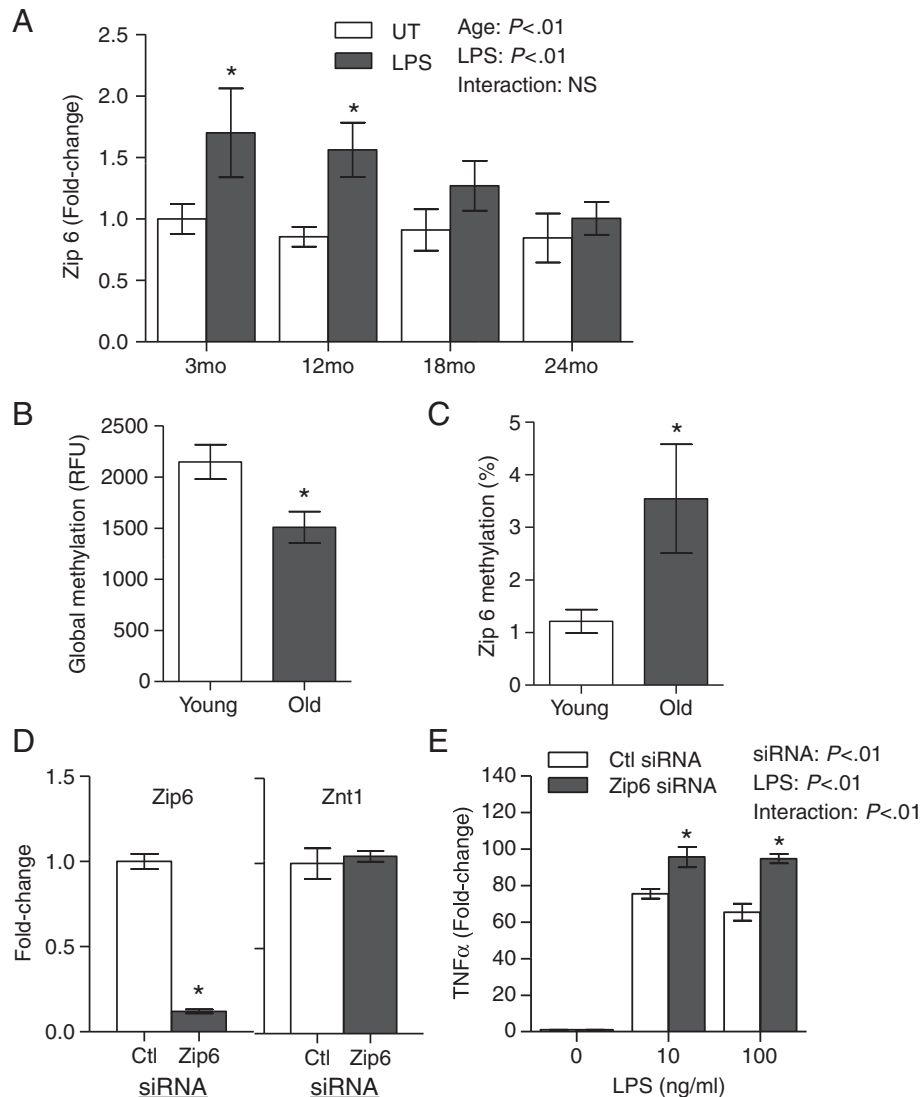 A
UT
LPS
Age: P<.01
LPS: P<.01
Interaction: NS
Zip 6 (Fold-change)
2.5
2.0
1.5
1.0
0.5
0.0
*
*
3mo
12mo
18mo
24mo
B
Global methylation (RFU)
2500
2000
1500
1000
500
0
*
Young
Old
C
Zip 6 methylation (%)
5
4
3
2
1
0
*
Young
Old
D
Fold-change
1.5
1.0
0.5
0.0
Zip6
*
Ctl Zip6
siRNA
Znt1
Ctl Zip6
siRNA
E
Ctl siRNA
Zip6 siRNA
siRNA: P<.01
LPS: P<.01
Interaction: P<.01
TNFα (Fold-change)
140
120
100
80
60
40
20
0
*
*
0
10
100
LPS (ng/ml)